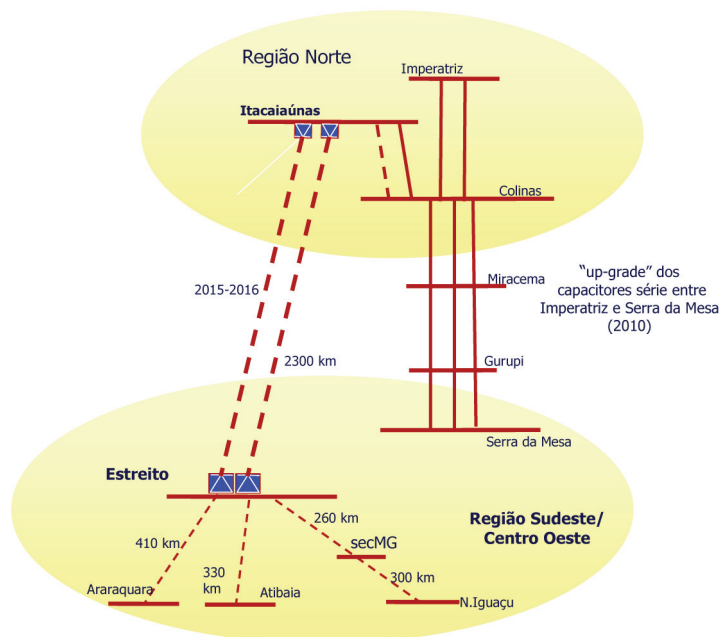 Região Norte
Imperatriz
Itacaiaúnas
Colinas
2015-2016
Miracema
"up-grade" dos
capacitores série entre
Imperatriz e Serra da Mesa
(2010)
2300 km
Gurupi
Serra da Mesa
Estreito
260 km
Região Sudeste/
Centro Oeste
410 km
secMG
330
km
300 km
Araraquara
Atibaia
N.Iguaçu